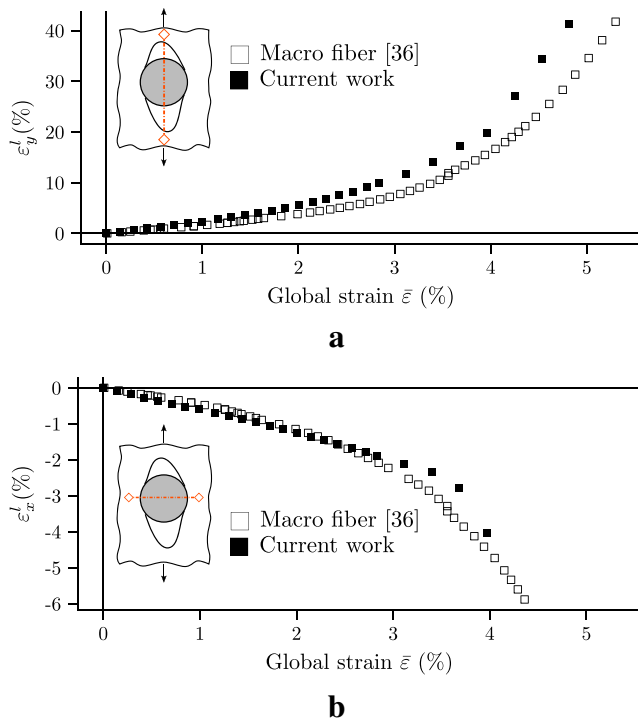 40
30
20
10
0
εˡ_y(%)
Macro fiber [36]
Current work
0 1 2 3 4 5
Global strain ε̄ (%)
a
0
-1
-2
-3
-4
-5
-6
εˡ_x(%)
Macro fiber [36]
Current work
0 1 2 3 4 5
Global strain ε̄ (%)
b